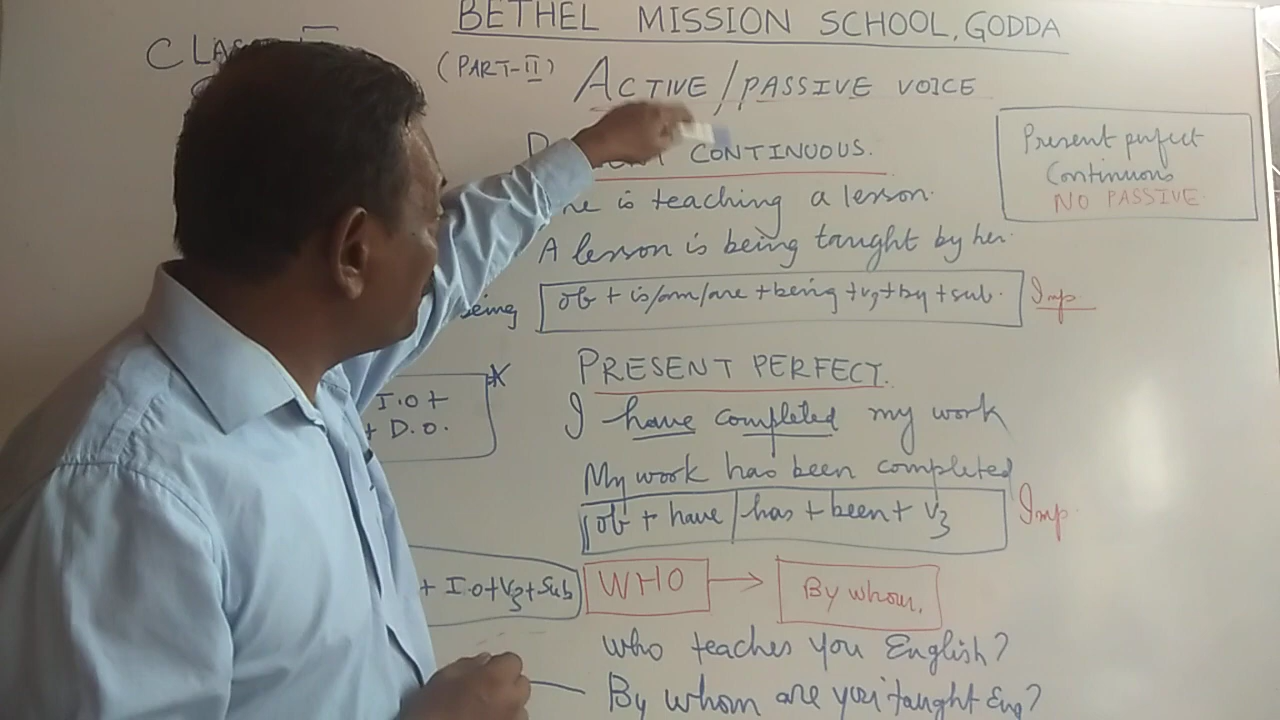 BETHEL MISSION SCHOOL, GODDA
CLASS
(PART-II) ACTIVE/PASSIVE VOICE
CONTINUOUS.
is teaching a lesson.
A lesson is being taught by her.
being
ob + is/am/are + being + v3 + by + sub.
Imp.
Present perfect
Continuous
NO PASSIVE.
I.O +
+ D.O.
PRESENT PERFECT.
I have completed my work
My work has been completed
ob + have/has + been + V3
Imp.
+ I.O + V3 + Sub
WHO → By whom.
Who teaches you English?
By whom are you taught Eng?